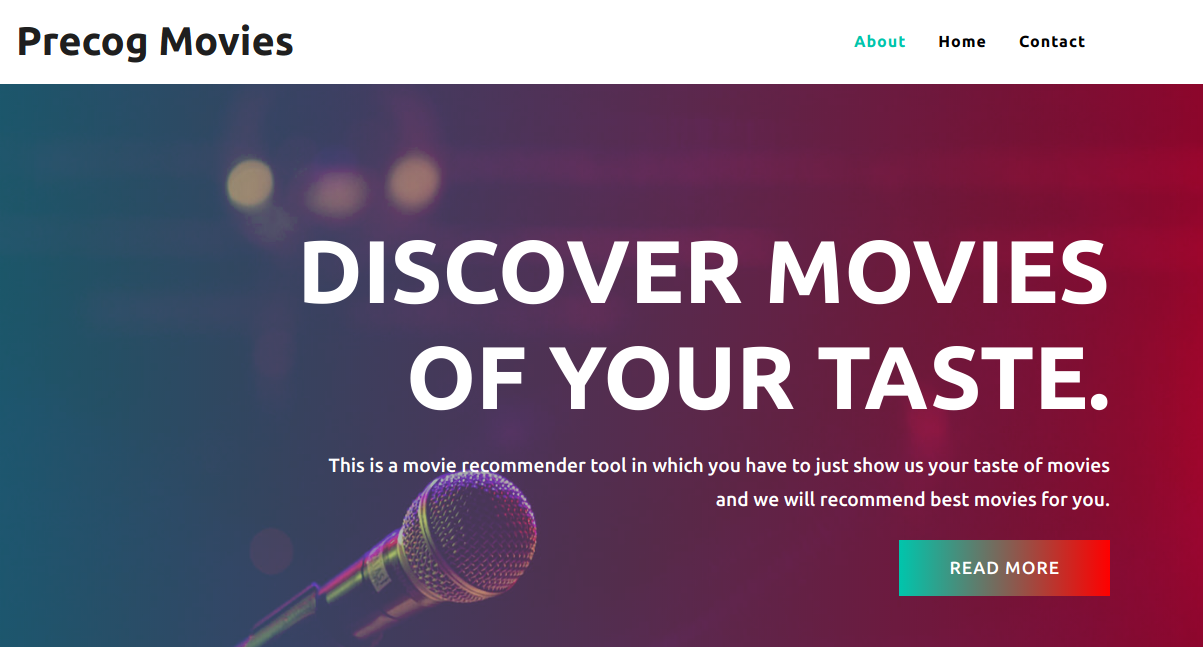 Precog Movies
About Home Contact
DISCOVER MOVIES
OF YOUR TASTE.
This is a movie recommender tool in which you have to just show us your taste of movies
and we will recommend best movies for you.
READ MORE